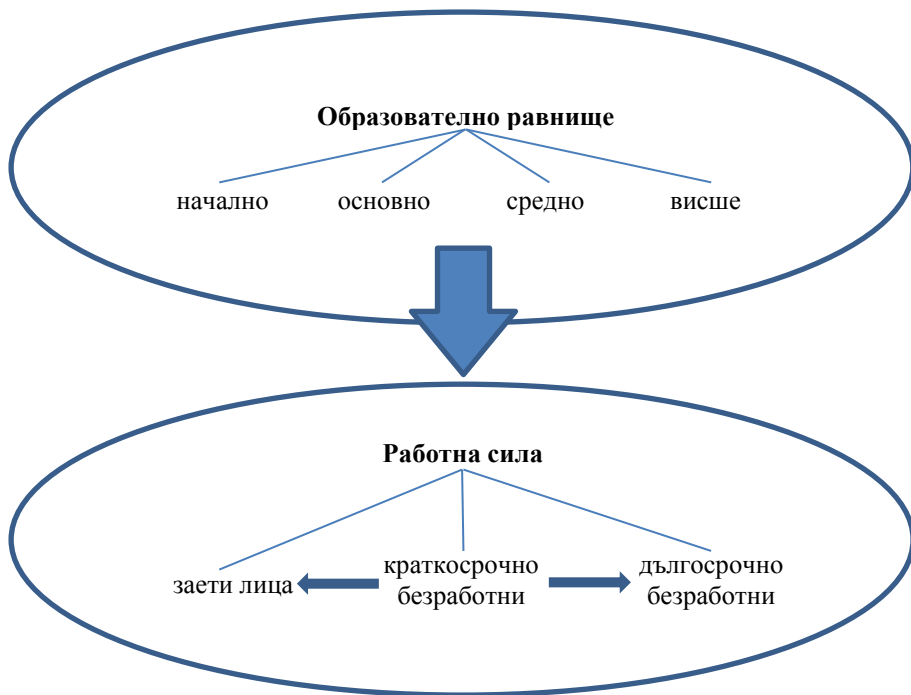 Образователно равнище
начално основно средно висше
Работна сила
заети лица
краткосрочно
безработни
дългосрочно
безработни